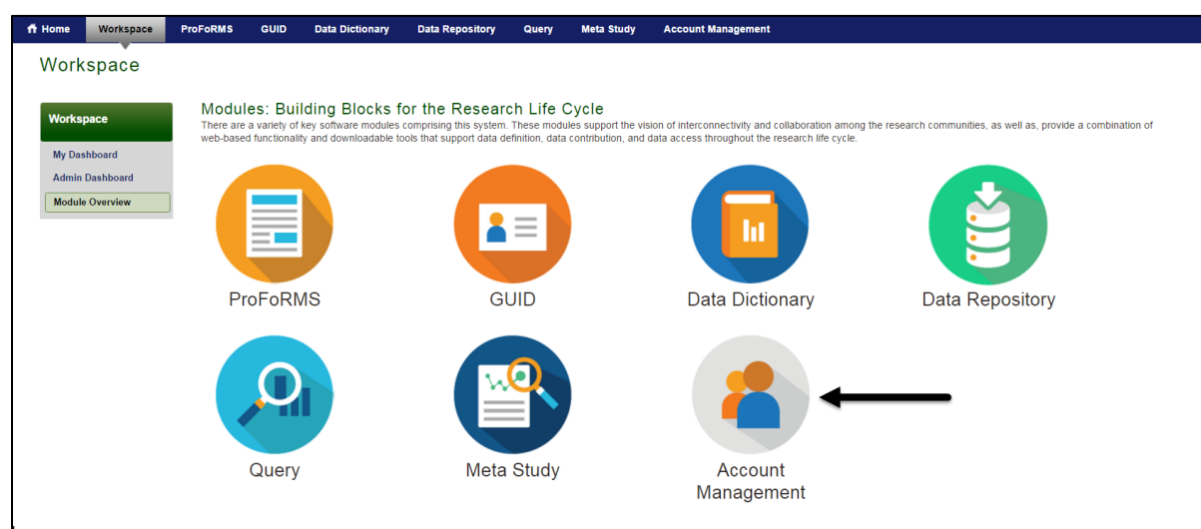 Home Workspace ProFoRMS GUID Data Dictionary Data Repository Query Meta Study Account Management
Workspace
Workspace
My Dashboard
Admin Dashboard
Module Overview
Modules: Building Blocks for the Research Life Cycle
There are a variety of key software modules comprising this system. These modules support the vision of interconnectivity and collaboration among the research communities, as well as, provide a combination of
web-based functionality and downloadable tools that support data definition, data contribution, and data access throughout the research life cycle.
ProFoRMS GUID Data Dictionary Data Repository
Query Meta Study Account
Management